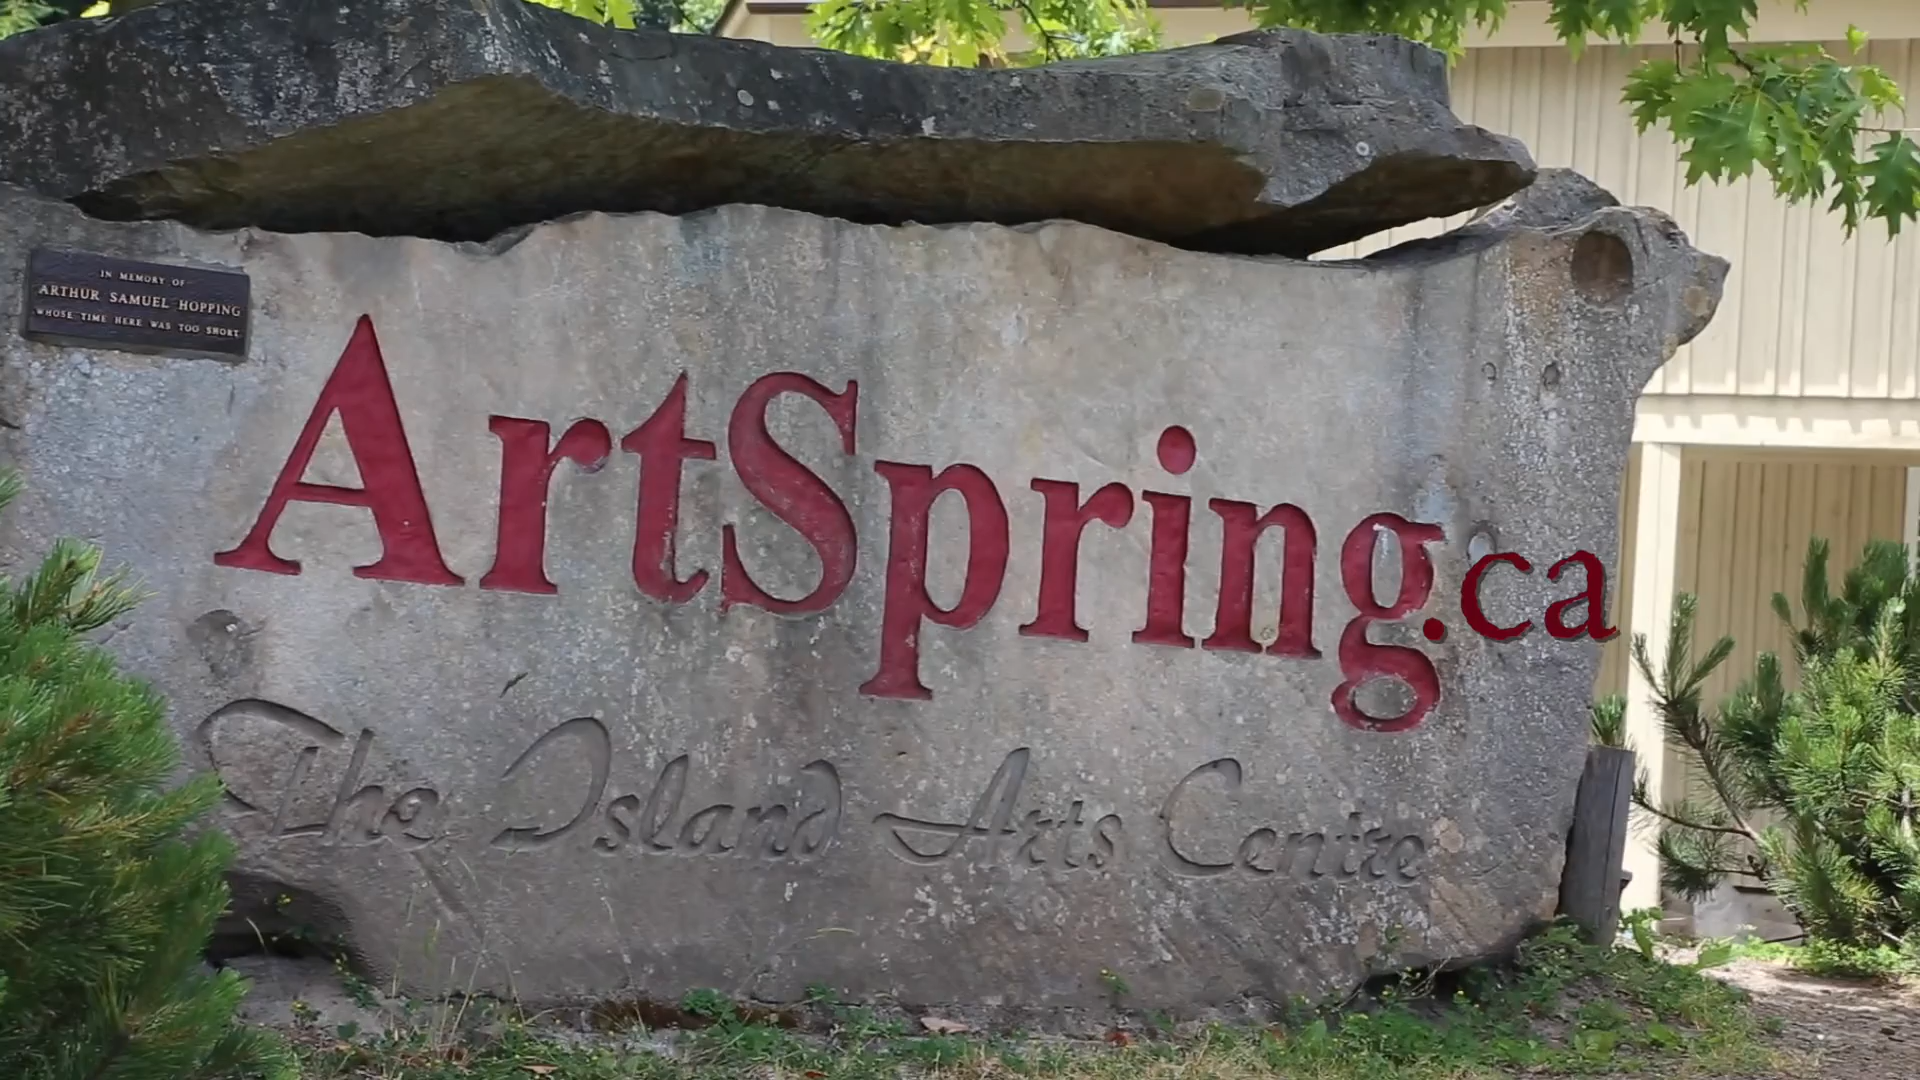 IN MEMORY OF
ARTHUR SAMUEL HOPPING
WHOSE TIME HERE WAS TOO SHORT
ArtSpring.ca
The Island Arts Centre